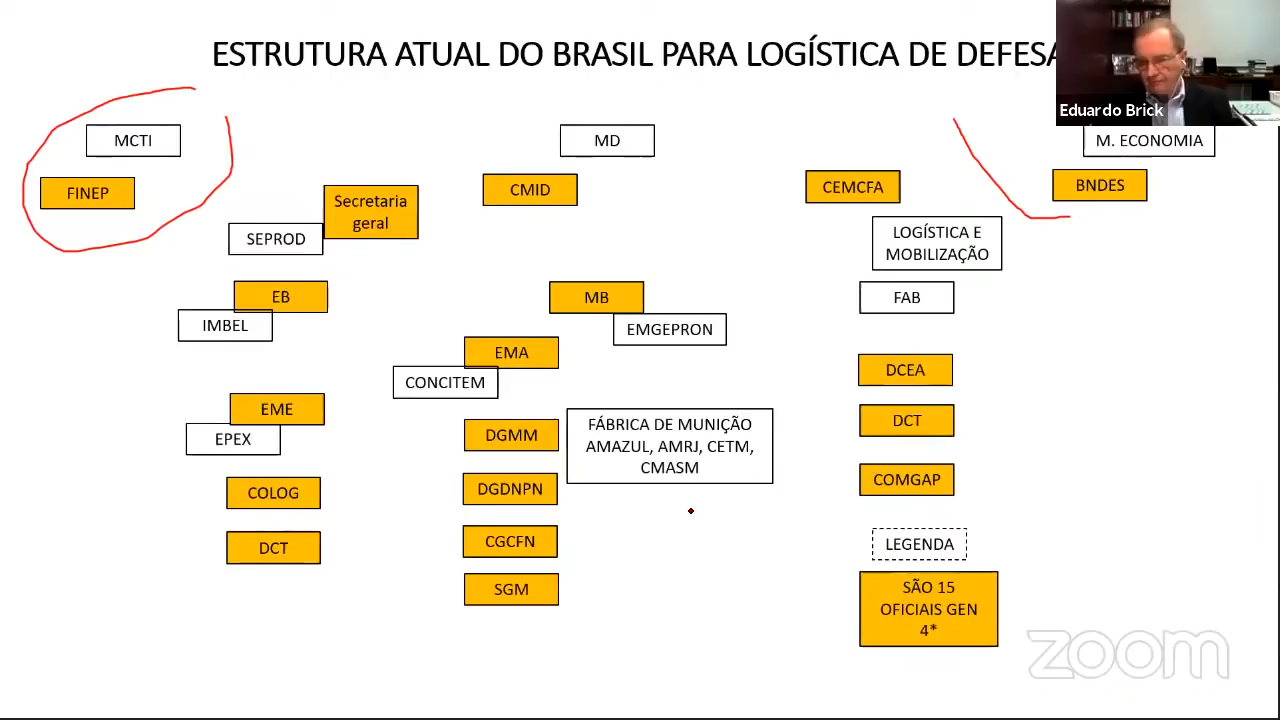 ESTRUTURA ATUAL DO BRASIL PARA LOGÍSTICA DE DEFESA
Eduardo Brick
MCTI
MD
M. ECONOMIA
FINEP
Secretaria
geral
CMID
CEMCFA
BNDES
SEPROD
LOGÍSTICA E
MOBILIZAÇÃO
EB
MB
FAB
IMBEL
EMGEPRON
EMA
CONCITEM
DCEA
EME
EPEX
DGMM
FÁBRICA DE MUNIÇÃO
AMAZUL, AMRJ, CETM,
CMASM
DCT
COLOG
DGDNPN
COMGAP
DCT
CGCFN
LEGENDA
SGM
SÃO 15
OFICIAIS GEN
4*
zoom